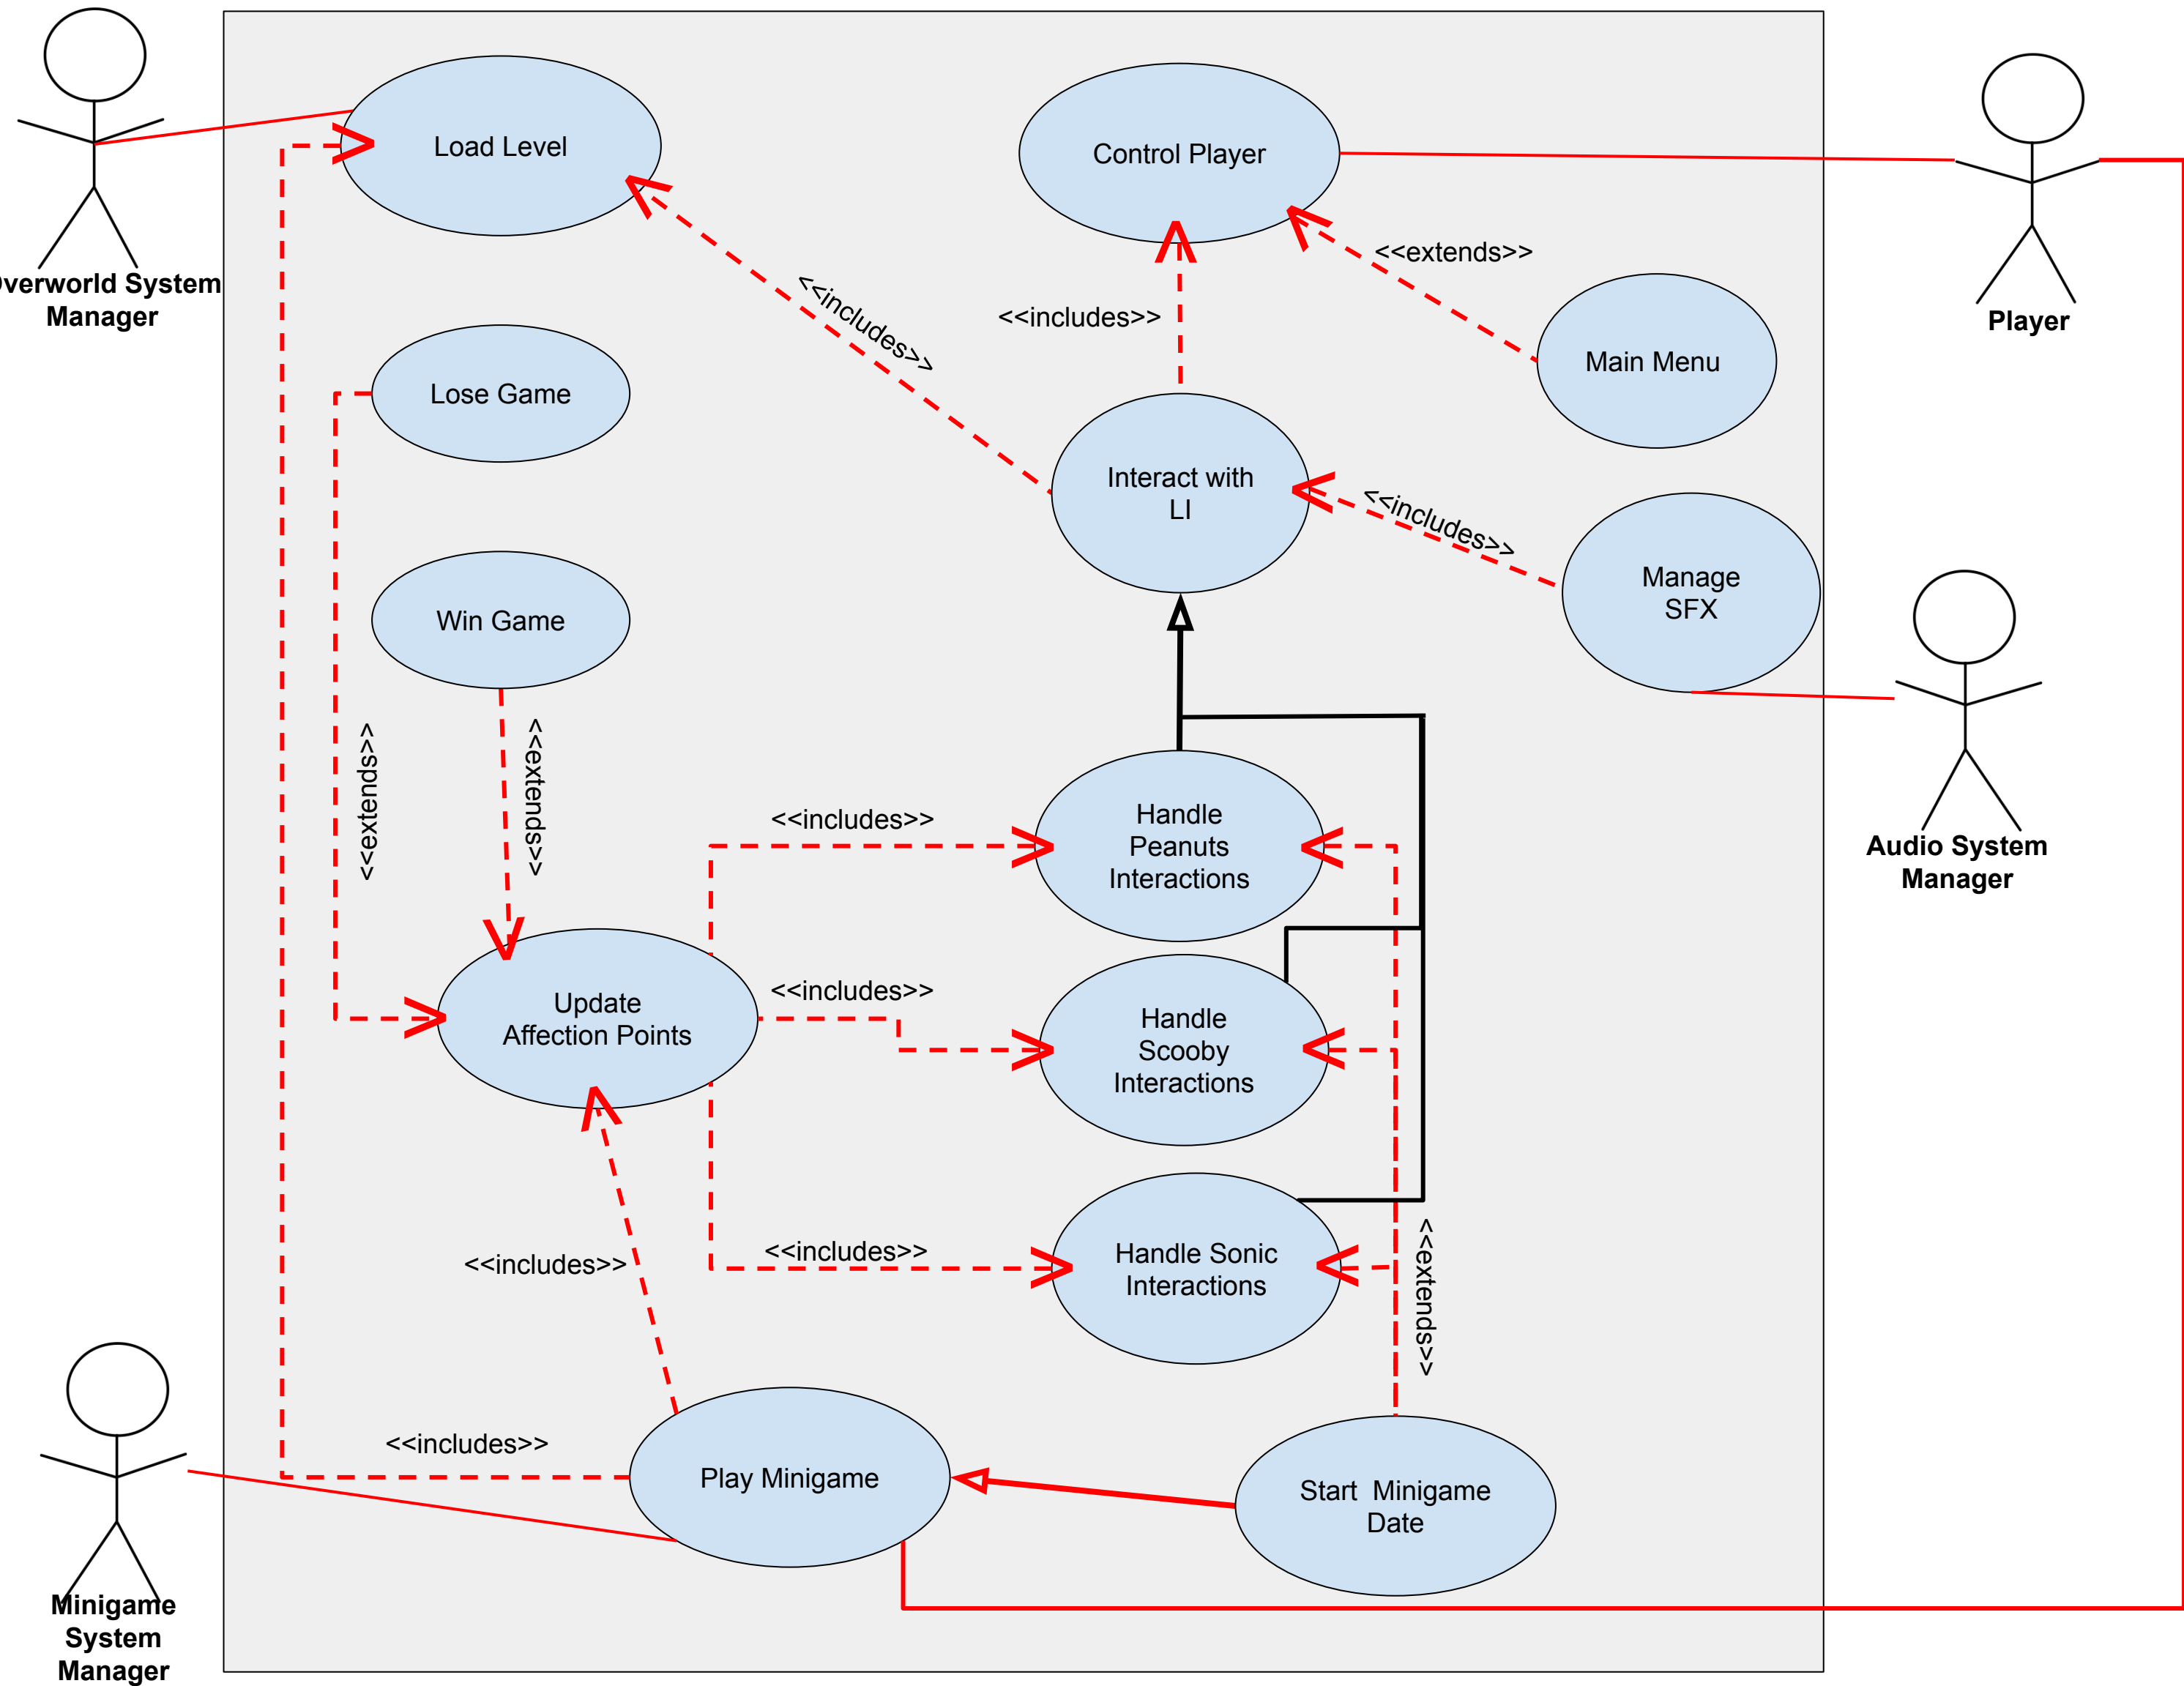 Load Level
Control Player
<<extends>>
verworld System
Manager
<<includes>>
<<includes>>
Player
Main Menu
Lose Game
Interact with
LI
<<includes>>
Manage
SFX
Win Game
<<extends>>
<<extends>>
<<includes>>
Handle
Peanuts
Interactions
Audio System
Manager
Update
Affection Points
<<includes>>
Handle
Scooby
Interactions
<<includes>>
<<includes>>
Handle Sonic
Interactions
<<extends>>
<<includes>>
Play Minigame
Start  Minigame
Date
Minigame
System
Manager